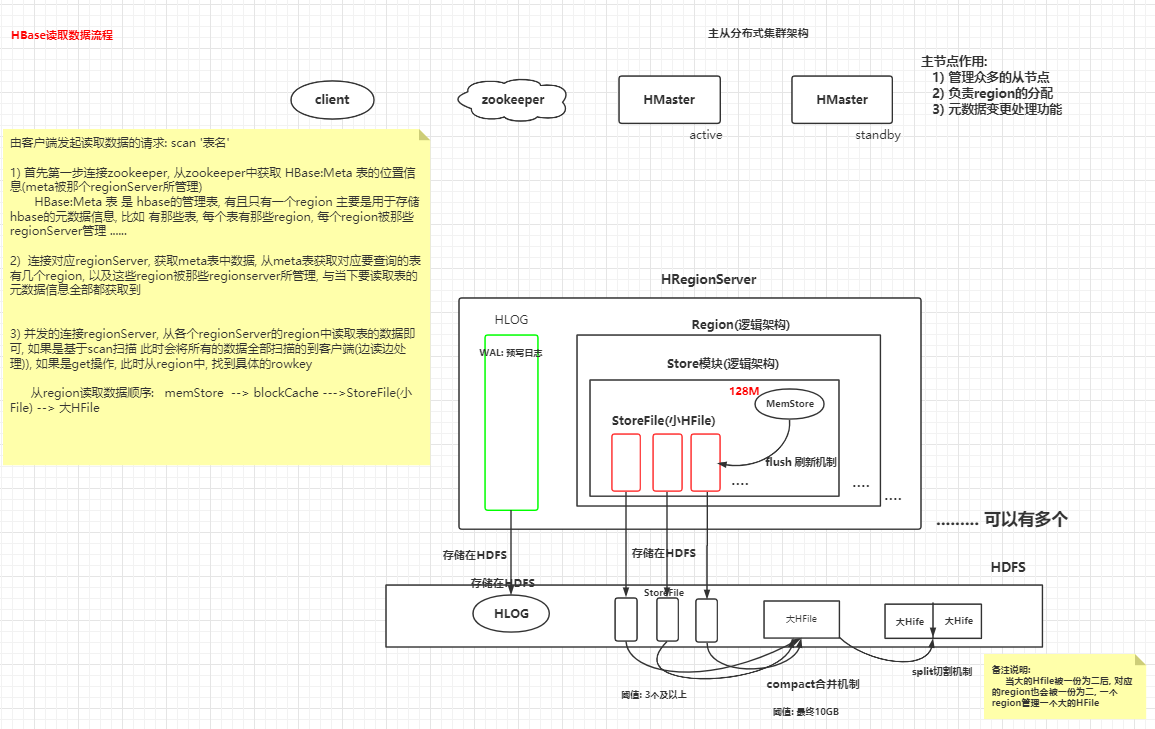 HBase读取数据流程
主从分布式集群架构
主节点作用:
1) 管理众多的从节点
2) 负责region的分配
3) 元数据变更处理功能
client
zookeeper
HMaster
HMaster
active
standby
由客户端发起读取数据的请求: scan '表名'
1) 首先第一步连接zookeeper, 从zookeeper中获取 HBase:Meta 表的位置信
息(meta被那个regionServer所管理)
HBase:Meta 表 是 hbase的管理表, 有且只有一个region 主要是用于存储
hbase的元数据信息, 比如 有那些表, 每个表有那些region, 每个region被那些
regionServer管理 ......
2) 连接对应regionServer, 获取meta表中数据, 从meta表获取对应要查询的表
有几个region, 以及这些region被那些regionserver所管理, 与当下要读取表的
元数据信息全部都获取到
3) 并发的连接regionServer, 从各个regionServer的region中读取表的数据即
可, 如果是基于scan扫描 此时会将所有的数据全部扫描的到客户端(边读边处
理)), 如果是get操作, 此时从region中, 找到具体的rowkey
从region读取数据顺序: memStore --> blockCache --->StoreFile(小
File) --> 大HFile
HRegionServer
HLOG
WAL: 预写日志
Region(逻辑架构)
Store模块(逻辑架构)
128M
MemStore
StoreFile(小HFile)
flush 刷新机制
....
....
....
......... 可以有多个
存储在HDFS
存储在HDFS
存储在HDFS
HDFS
StoreFile
HLOG
大HFile
大Hife
大Hife
compact合并机制
split切割机制
阈值: 3个及以上
阈值: 最终10GB
备注说明:
当大的Hfile被一份为二后, 对应
的region也会被一份为二, 一个
region管理一个大的HFile